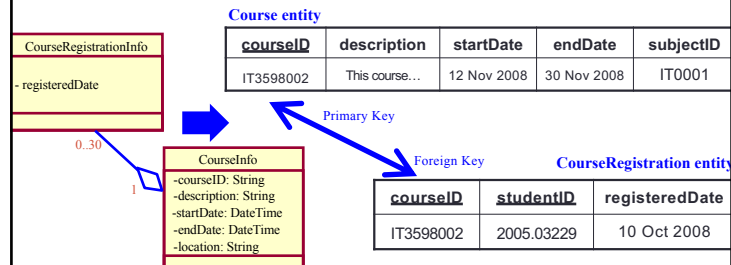 Course entity
courseID description startDate endDate subjectID
IT3598002 This course… 12 Nov 2008 30 Nov 2008 IT0001
CourseRegistrationInfo
- registeredDate
Primary Key
0..30
1
CourseInfo
-courseID: String
-description: String
-startDate: DateTime
-endDate: DateTime
-location: String
Foreign Key
CourseRegistration entity
courseID studentID registeredDate
IT3598002 2005.03229 10 Oct 2008